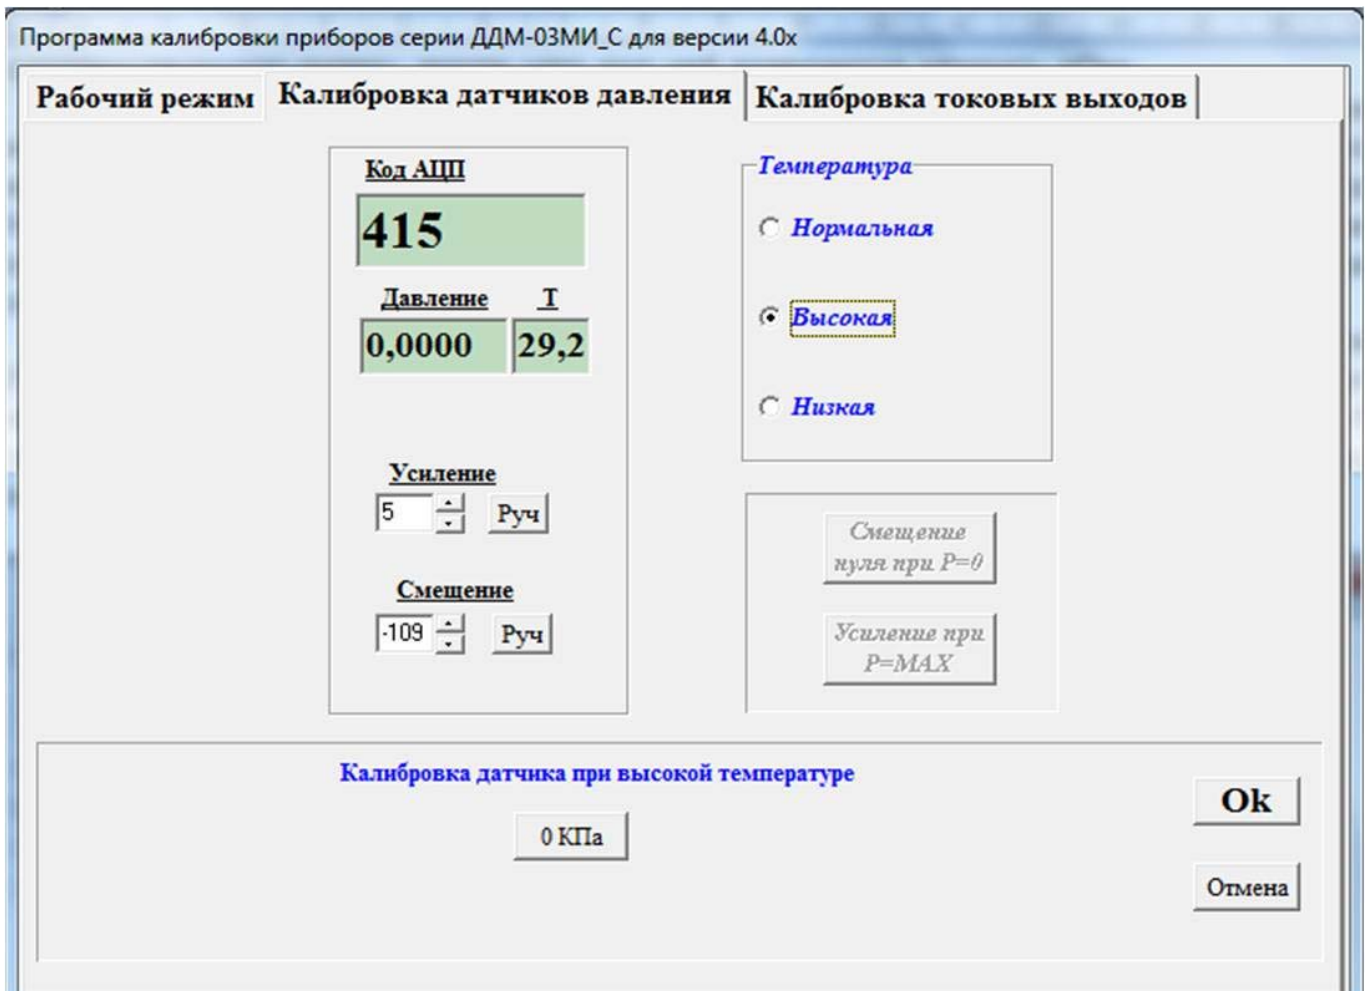 Программа калибровки приборов серии ДДМ-03МИ_С для версии 4.0х
Рабочий режим
Калибровка датчиков давления
Калибровка токовых выходов
Код АЦП
415
Давление
Т
0,0000
29,2
Усиление
5
Руч
Смещение
-109
Руч
Температура
Нормальная
Высокая
Низкая
Смещение
нуля при P=0
Усиление при
P=MAX
Калибровка датчика при высокой температуре
0 КПа
Ok
Отмена